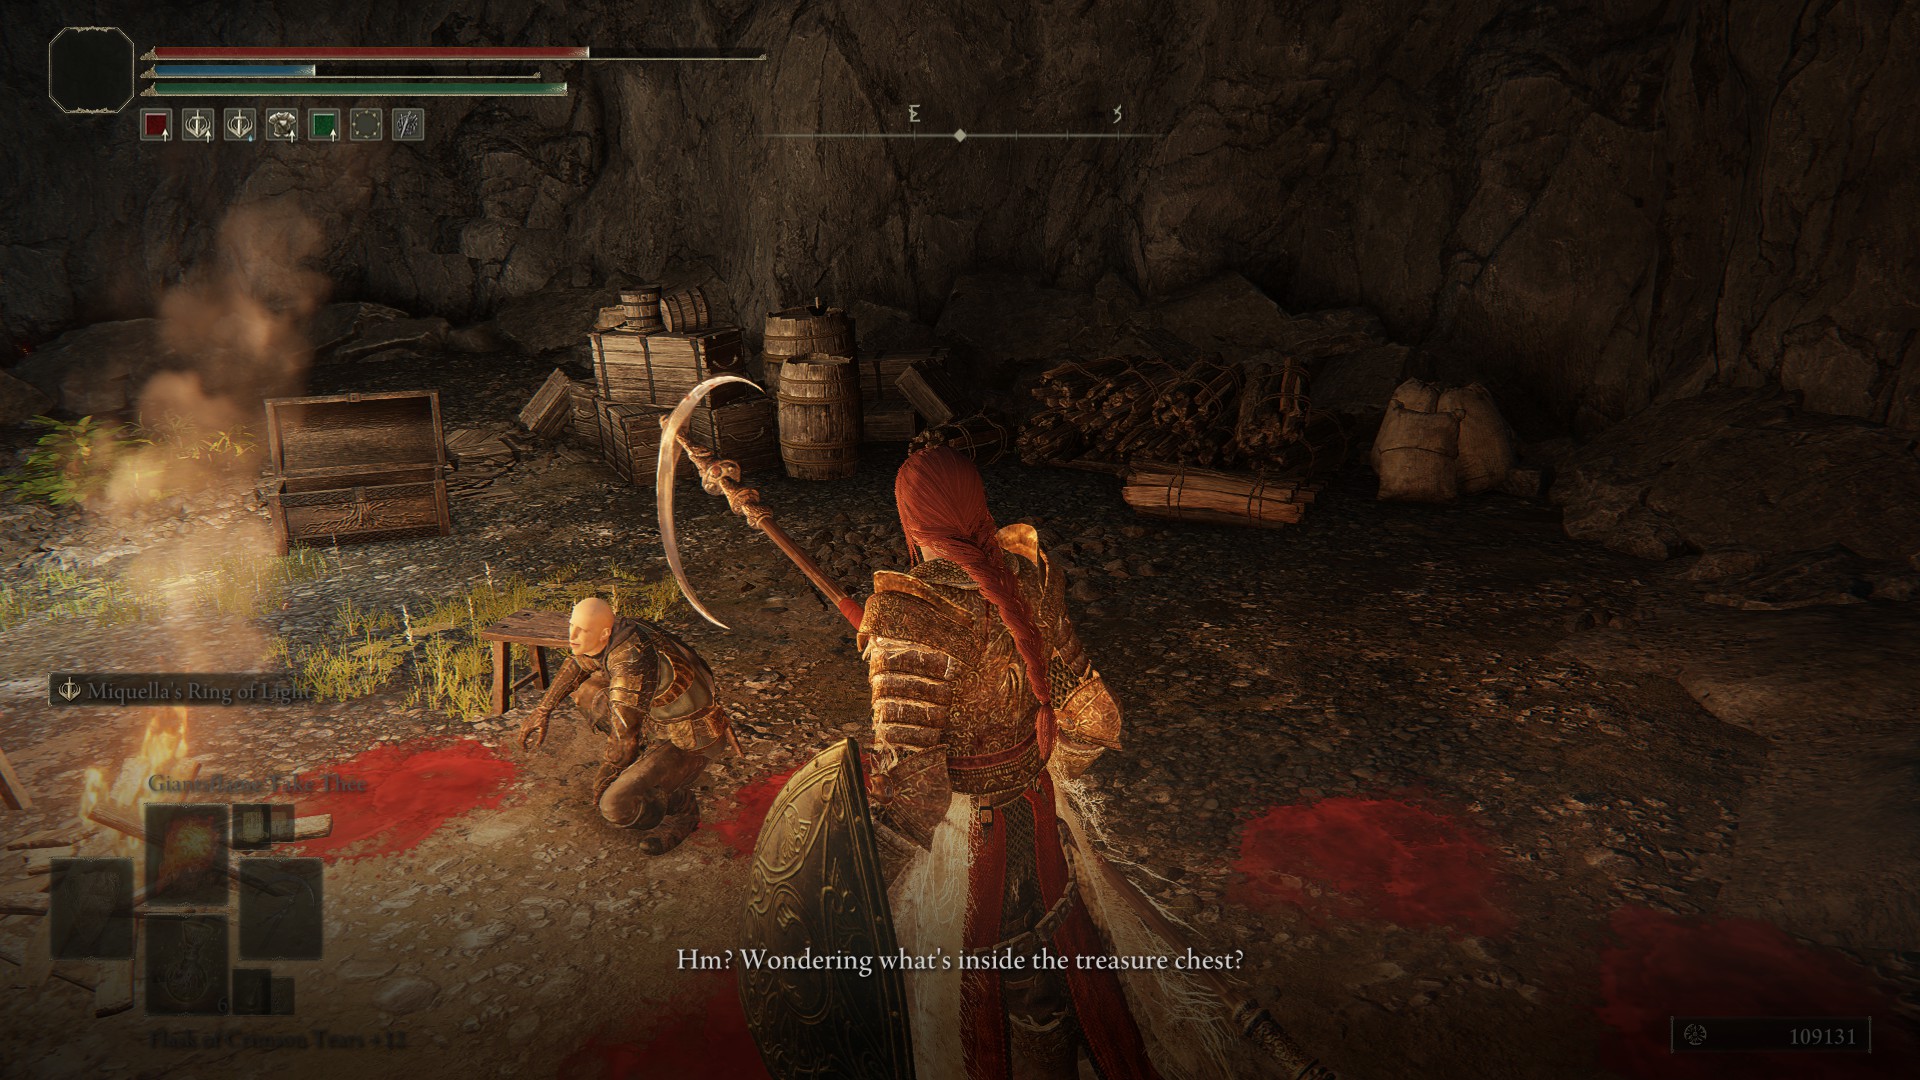 E
S
Miquella's Ring of Light
Giantsflame Take Thee
6
Flask of Crimson Tears +12
Hm? Wondering what's inside the treasure chest?
109131